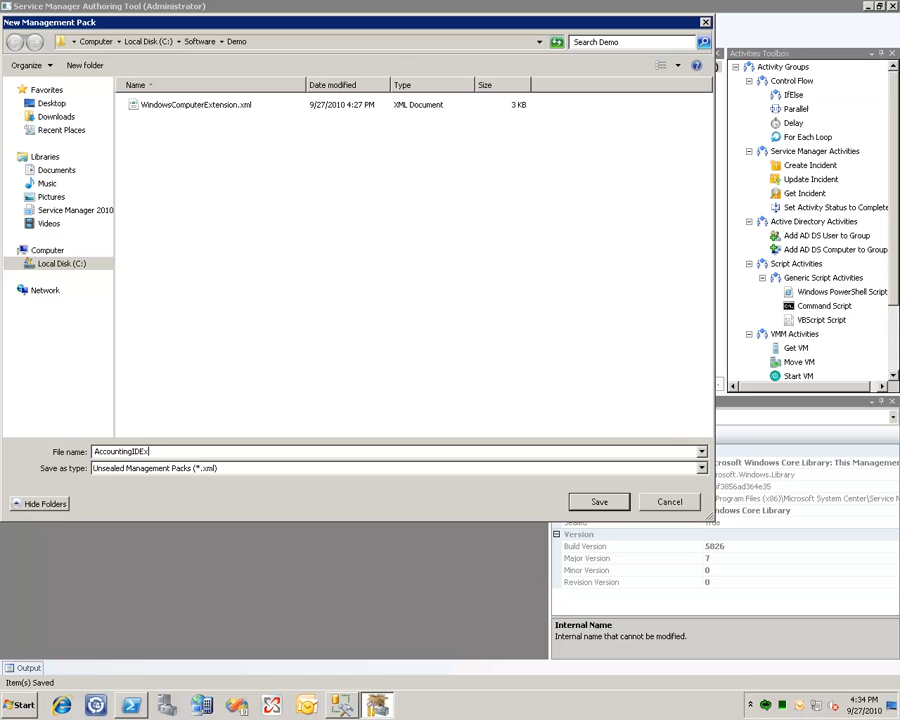 Service Manager Authoring Tool (Administrator)
New Management Pack
Computer Local Disk (C:) Software Demo
Search Demo
Organize New folder
Name Date modified Type Size
WindowsComputerExtension.xml 9/27/2010 4:27 PM XML Document 3 KB
Favorites
Desktop
Downloads
Recent Places
Libraries
Documents
Music
Pictures
Service Manager 2010
Videos
Computer
Local Disk (C:)
Network
File name: AccountingIDEx
Save as type: Unsealed Management Packs (*.xml)
Hide Folders
Save Cancel
Activities Toolbox
Activity Groups
Control Flow
IfElse
Parallel
Delay
For Each Loop
Service Manager Activities
Create Incident
Update Incident
Get Incident
Set Activity Status to Complete
Active Directory Activities
Add AD DS User to Group
Add AD DS Computer to Group
Script Activities
Generic Script Activities
Windows PowerShell Script
Command Script
VBScript Script
VMM Activities
Get VM
Move VM
Start VM
rosoft Windows Core Library: This Manageme
rosoft.Windows.Library
bf3856ad364e35
Program Files (x86)\Microsoft System Center\Service M
ndows Core Library
Sealed True
Version
Build Version 5826
Major Version 7
Minor Version 0
Revision Version 0
Internal Name
Internal name that cannot be modified.
Output
Item(s) Saved
Start
4:34 PM
9/27/2010